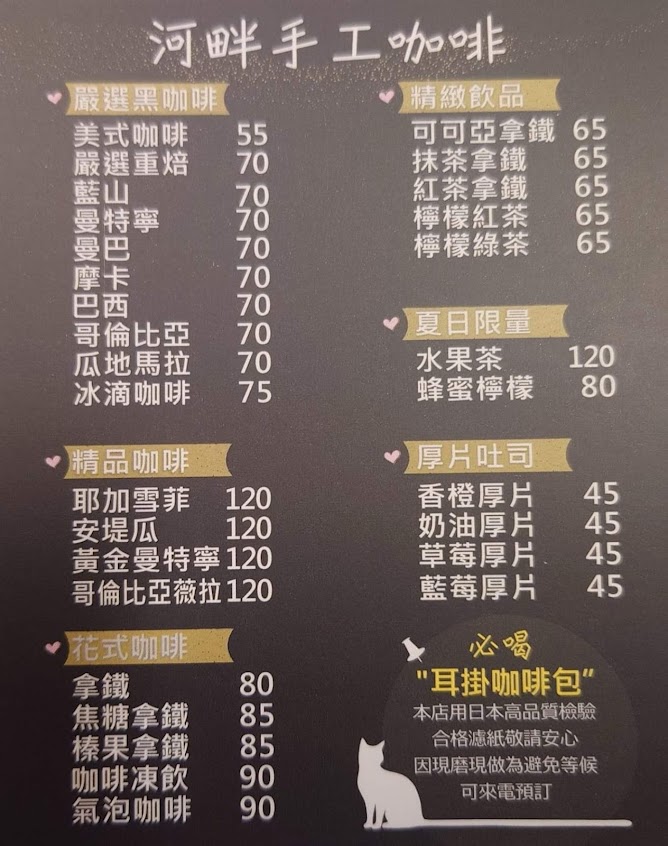 河畔手工咖啡
嚴選黑咖啡
美式咖啡 55
嚴選重焙 70
藍山 70
曼特寧 70
曼巴 70
摩卡 70
巴西 70
哥倫比亞 70
瓜地馬拉 70
冰滴咖啡 75
精品咖啡
耶加雪菲 120
安堤瓜 120
黃金曼特寧 120
哥倫比亞薇拉 120
花式咖啡
拿鐵 80
焦糖拿鐵 85
榛果拿鐵 85
咖啡凍飲 90
氣泡咖啡 90
精緻飲品
可可亞拿鐵 65
抹茶拿鐵 65
紅茶拿鐵 65
檸檬紅茶 65
檸檬綠茶 65
夏日限量
水果茶 120
蜂蜜檸檬 80
厚片吐司
香橙厚片 45
奶油厚片 45
草莓厚片 45
藍莓厚片 45
必喝
"耳掛咖啡包"
本店用日本高品質檢驗
合格濾紙敬請安心
因現磨現做為避免等候
可來電預訂